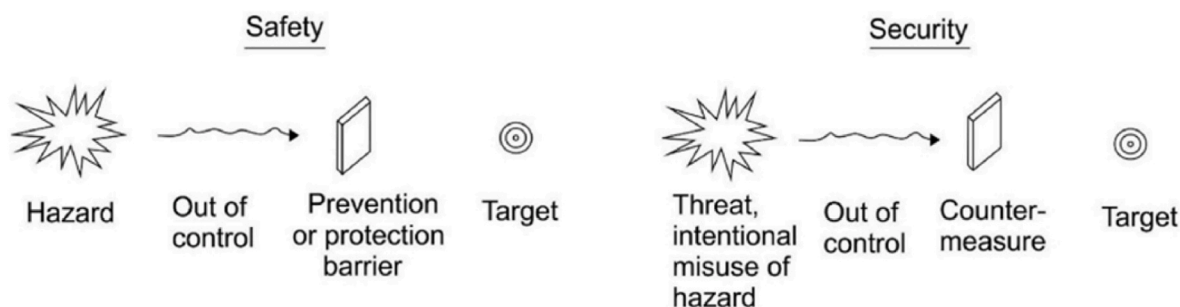 Safety
Hazard
Out of
control
Prevention
or protection
barrier
Target
Security
Threat,
intentional
misuse of
hazard
Out of
control
Counter-
measure
Target